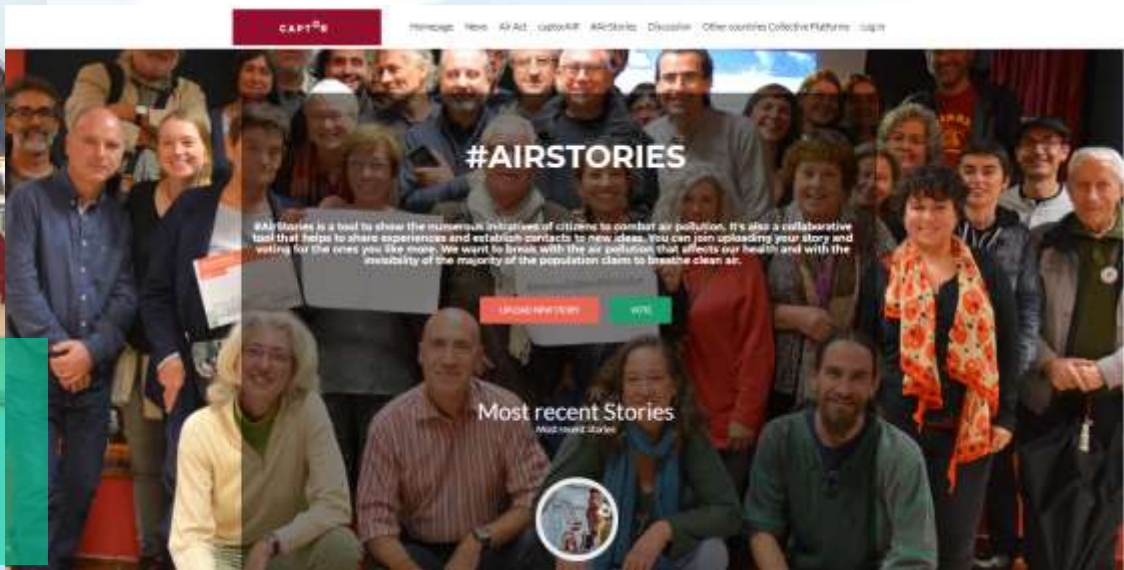 CAPTOR
Homepage News Air Act captorAIR #AirStories Discussion Other countries Collective Platforms Log in
#AIRSTORIES
#AirStories is a tool to show the numerous initiatives of citizens to combat air pollution. It's also a collaborative
tool that helps to share experiences and establish contacts to new ideas. You can join uploading your story and
voting for the ones you like more. We want to break with the air pollution that affects our health and with the
invisibility of the majority of the population claim to breathe clean air.
UPLOAD NEW STORY VOTE
Most recent Stories
Most recent stories